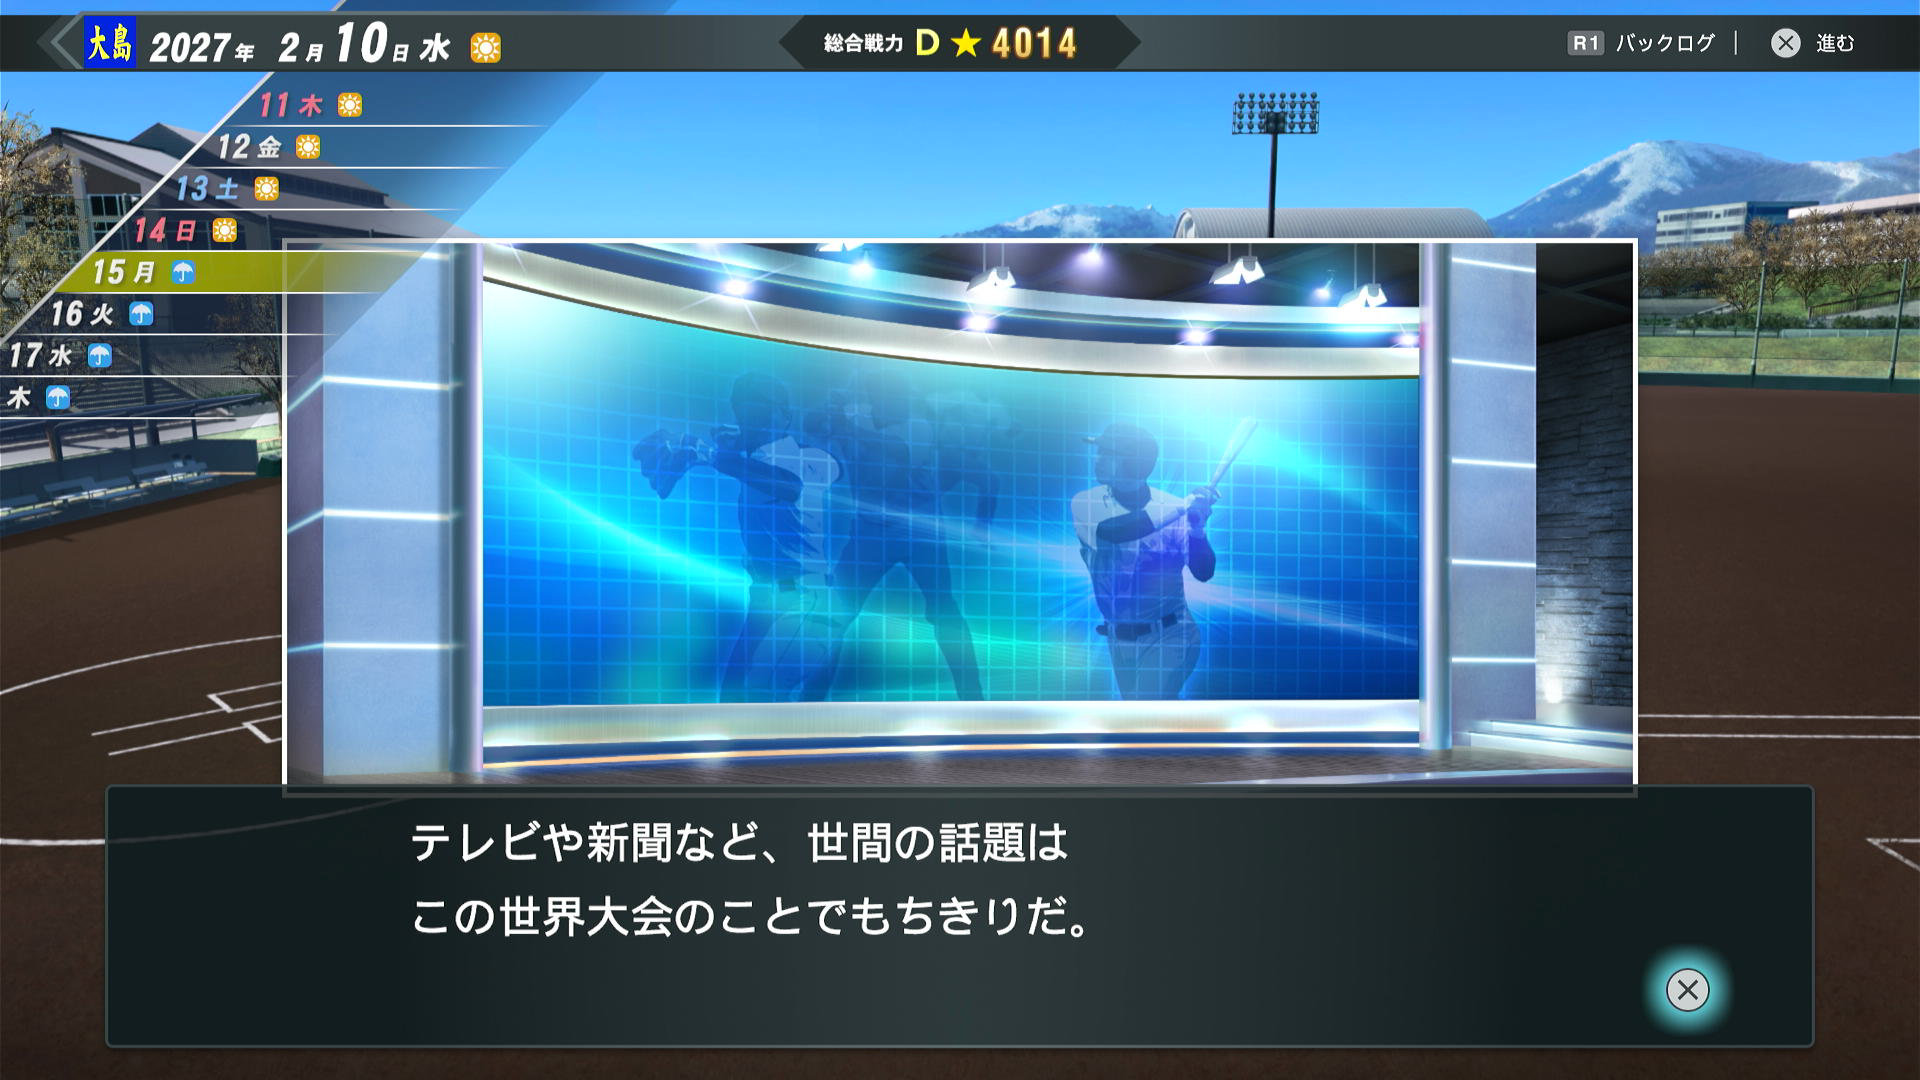 大島 2027年 2月10日 水
総合戦力 D ★ 4014
R1 バックログ
進む
11 木
12 金
13 土
14 日
15 月
16 火
17 水
木
テレビや新聞など、世間の話題は
この世界大会のことでもちきりだ。